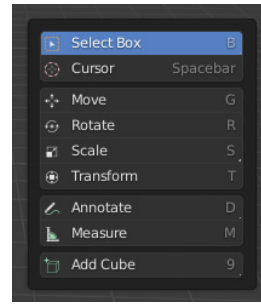 Select Box B
Cursor Spacebar
Move G
Rotate R
Scale S
Transform T
Annotate D
Measure M
Add Cube 9